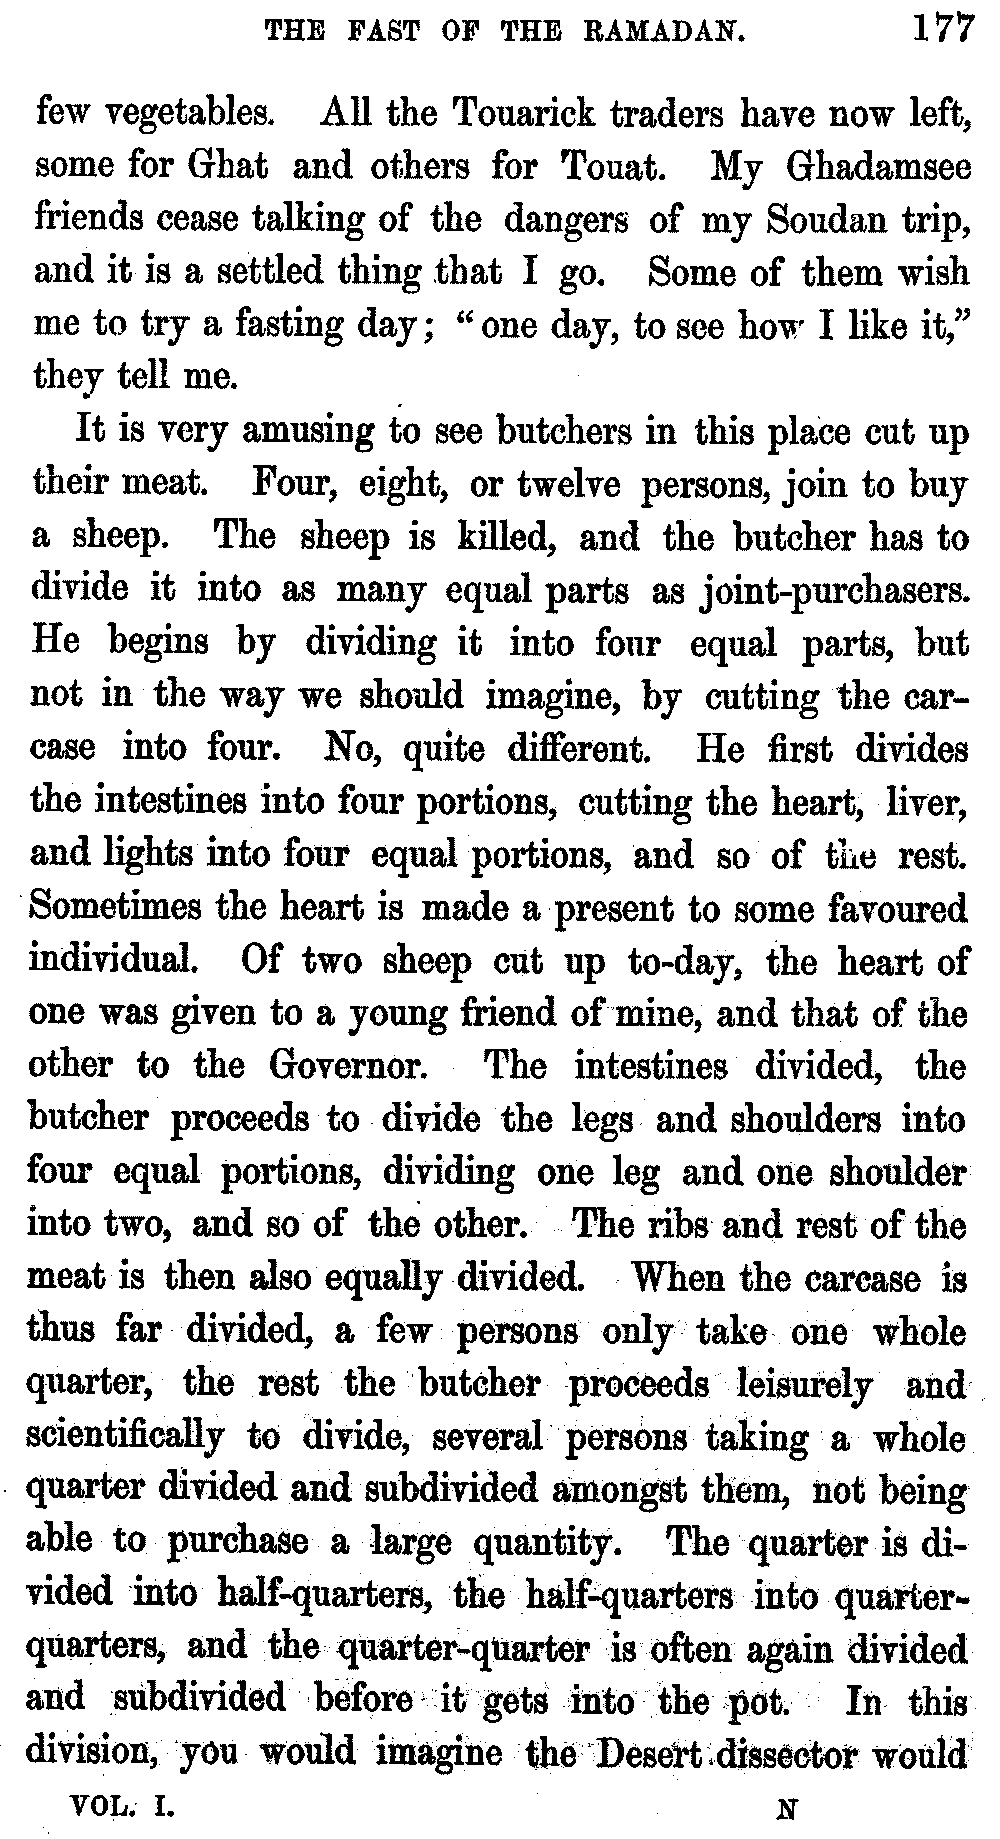 THE FAST OF THE RAMADAN. 177
few vegetables. All the Touarick traders have now left,
some for Ghat and others for Touat. My Ghadamsee
friends cease talking of the dangers of my Soudan trip,
and it is a settled thing that I go. Some of them wish
me to try a fasting day; “one day, to see how I like it,”
they tell me.
It is very amusing to see butchers in this place cut up
their meat. Four, eight, or twelve persons, join to buy
a sheep. The sheep is killed, and the butcher has to
divide it into as many equal parts as joint-purchasers.
He begins by dividing it into four equal parts, but
not in the way we should imagine, by cutting the car-
case into four. No, quite different. He first divides
the intestines into four portions, cutting the heart, liver,
and lights into four equal portions, and so of the rest.
Sometimes the heart is made a present to some favoured
individual. Of two sheep cut up to-day, the heart of
one was given to a young friend of mine, and that of the
other to the Governor. The intestines divided, the
butcher proceeds to divide the legs and shoulders into
four equal portions, dividing one leg and one shoulder
into two, and so of the other. The ribs and rest of the
meat is then also equally divided. When the carcase is
thus far divided, a few persons only take one whole
quarter, the rest the butcher proceeds leisurely and
scientifically to divide, several persons taking a whole
quarter divided and subdivided amongst them, not being
able to purchase a large quantity. The quarter is di-
vided into half-quarters, the half-quarters into quarter-
quarters, and the quarter-quarter is often again divided
and subdivided before it gets into the pot. In this
division, you would imagine the Desert dissector would
VOL. I. N